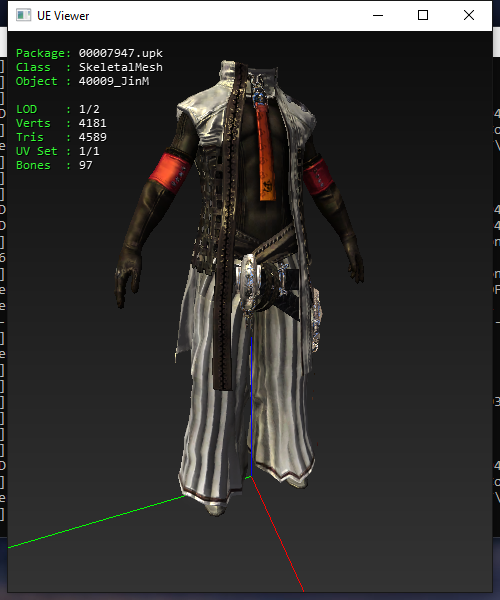 UE Viewer
Package: 00007947.upk
Class  : SkeletalMesh
Object : 40009_JinM
LOD    : 1/2
Verts  : 4181
Tris   : 4589
UV Set : 1/1
Bones  : 97